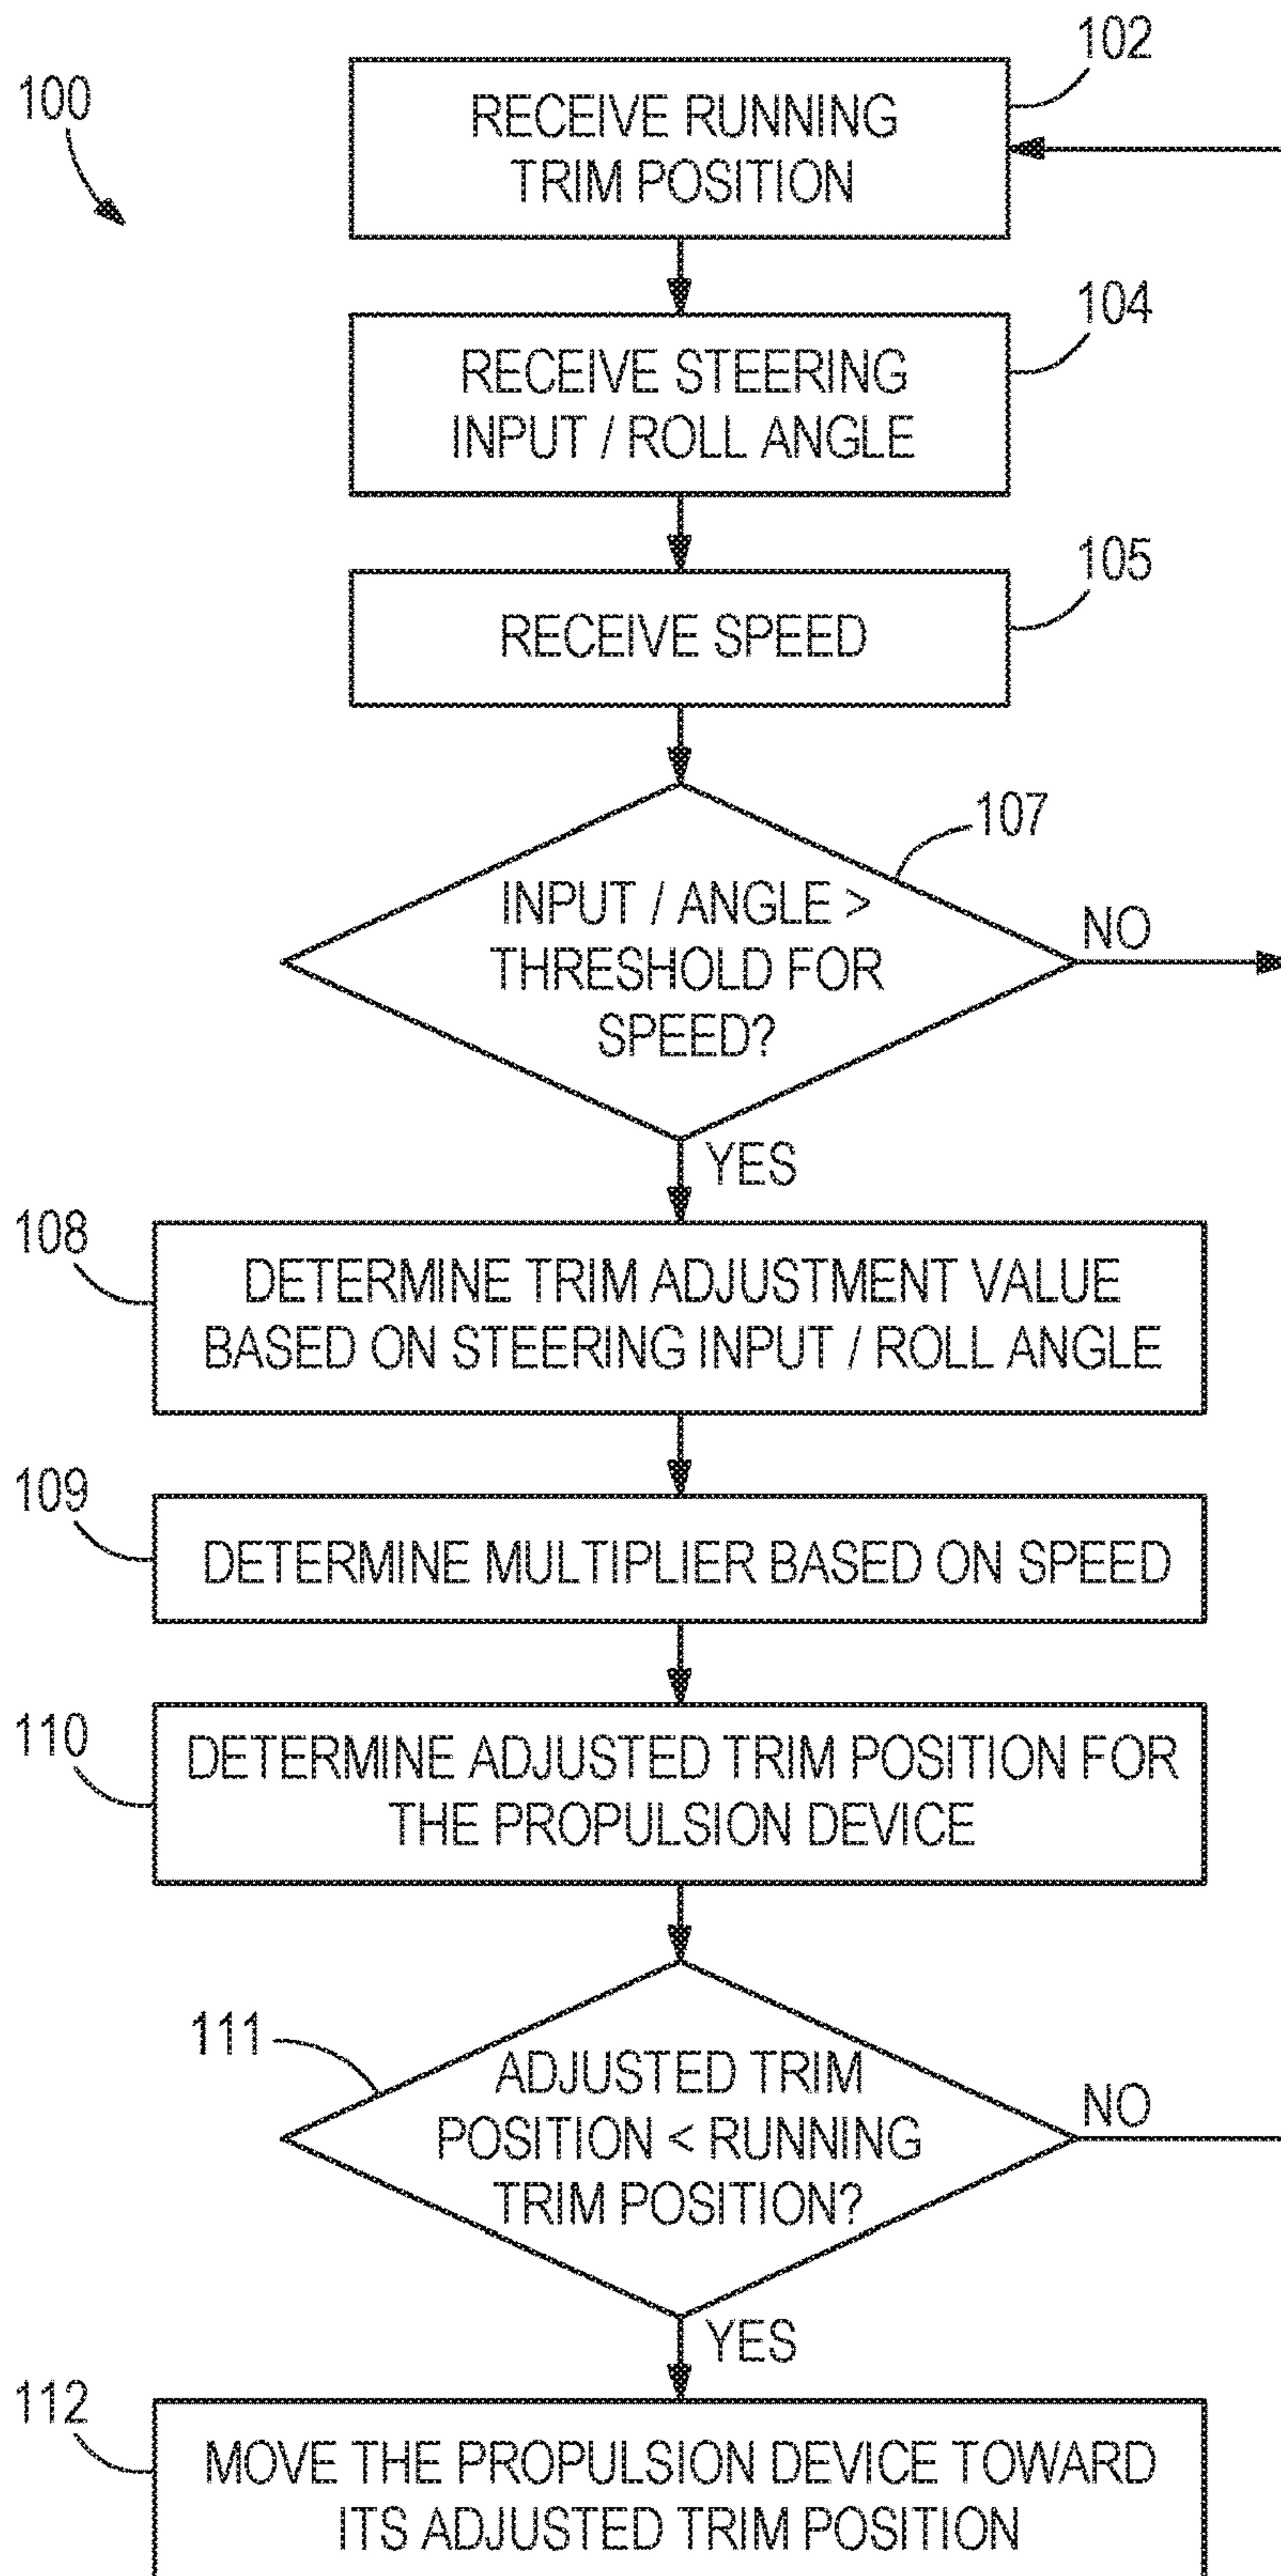 100
102
RECEIVE RUNNING
TRIM POSITION
104
RECEIVE STEERING
INPUT / ROLL ANGLE
105
RECEIVE SPEED
107
INPUT / ANGLE >
THRESHOLD FOR
SPEED?
NO
YES
108
DETERMINE TRIM ADJUSTMENT VALUE
BASED ON STEERING INPUT / ROLL ANGLE
109
DETERMINE MULTIPLIER BASED ON SPEED
110
DETERMINE ADJUSTED TRIM POSITION FOR
THE PROPULSION DEVICE
111
ADJUSTED TRIM
POSITION < RUNNING
TRIM POSITION?
NO
YES
112
MOVE THE PROPULSION DEVICE TOWARD
ITS ADJUSTED TRIM POSITION